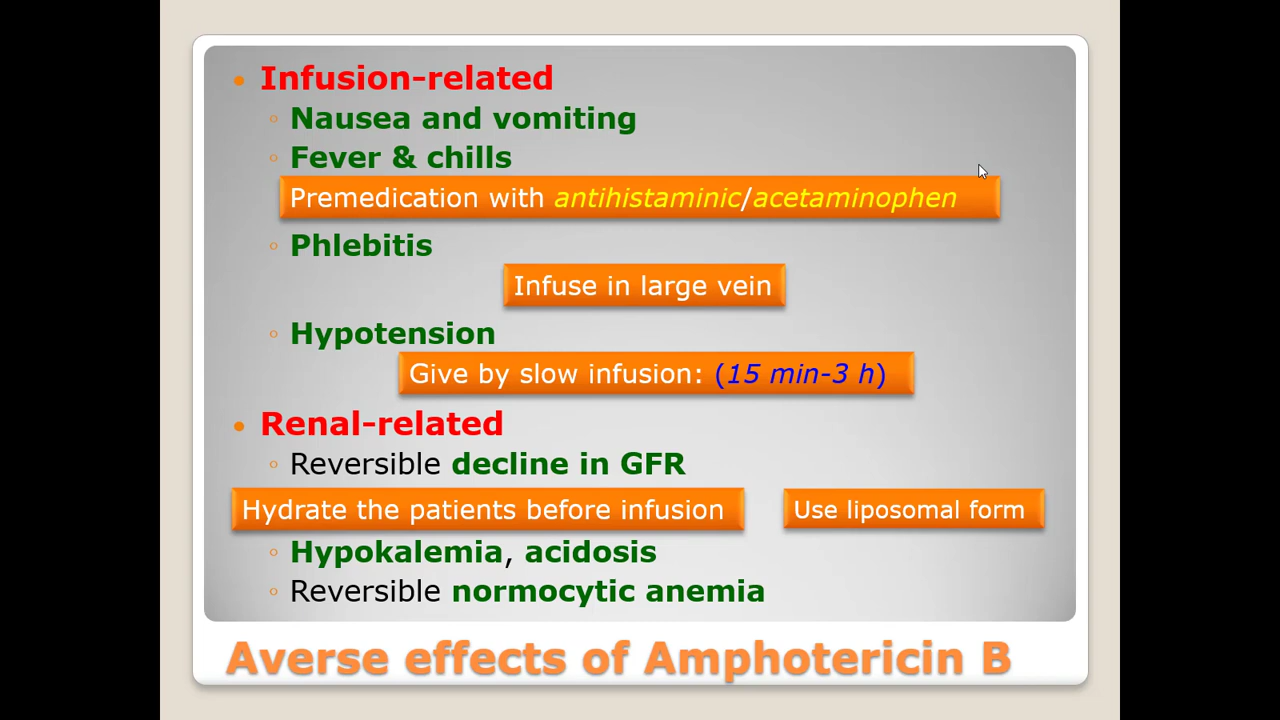 Infusion-related
Nausea and vomiting
Fever & chills
Premedication with antihistaminic/acetaminophen
Phlebitis
Infuse in large vein
Hypotension
Give by slow infusion: (15 min-3 h)
Renal-related
Reversible decline in GFR
Hydrate the patients before infusion
Use liposomal form
Hypokalemia, acidosis
Reversible normocytic anemia
Averse effects of Amphotericin B